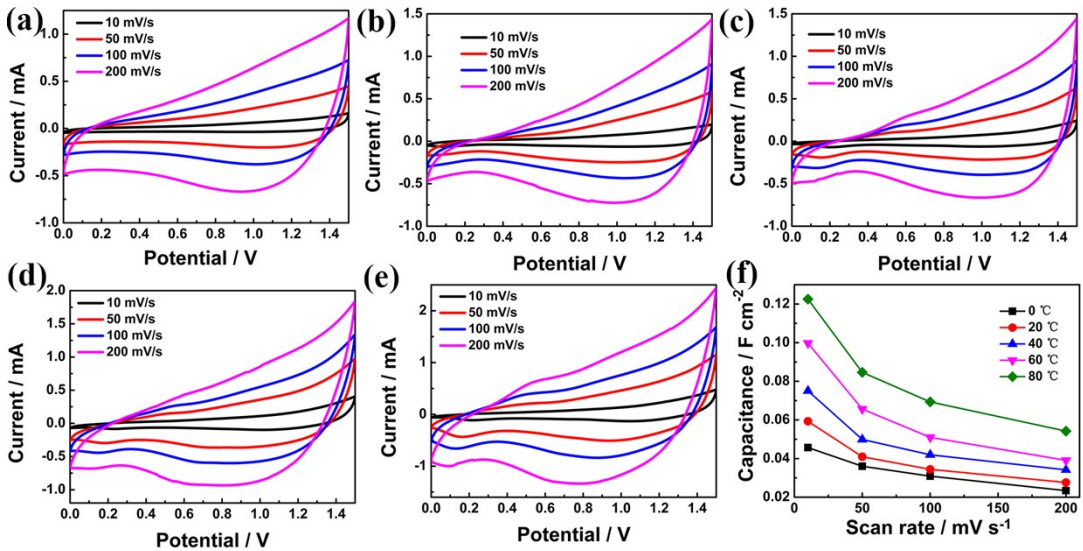 (a)
10 mV/s
50 mV/s
100 mV/s
200 mV/s
Current / mA
1.0
0.5
0.0
-0.5
-1.0
0.0 0.2 0.4 0.6 0.8 1.0 1.2 1.4
Potential / V
(b)
10 mV/s
50 mV/s
100 mV/s
200 mV/s
Current / mA
1.5
1.0
0.5
0.0
-0.5
-1.0
0.0 0.2 0.4 0.6 0.8 1.0 1.2 1.4
Potential / V
(c)
10 mV/s
50 mV/s
100 mV/s
200 mV/s
Current / mA
1.5
1.0
0.5
0.0
-0.5
-1.0
0.0 0.2 0.4 0.6 0.8 1.0 1.2 1.4
Potential / V
(d)
10 mV/s
50 mV/s
100 mV/s
200 mV/s
Current / mA
2.0
1.5
1.0
0.5
0.0
-0.5
-1.0
0.0 0.2 0.4 0.6 0.8 1.0 1.2 1.4
Potential / V
(e)
10 mV/s
50 mV/s
100 mV/s
200 mV/s
Current / mA
2
1
0
-1
0.0 0.2 0.4 0.6 0.8 1.0 1.2 1.4
Potential / V
(f)
0 ℃
20 ℃
40 ℃
60 ℃
80 ℃
Capacitance / F cm⁻²
0.12
0.10
0.08
0.06
0.04
0.02
0 50 100 150 200
Scan rate / mV s⁻¹